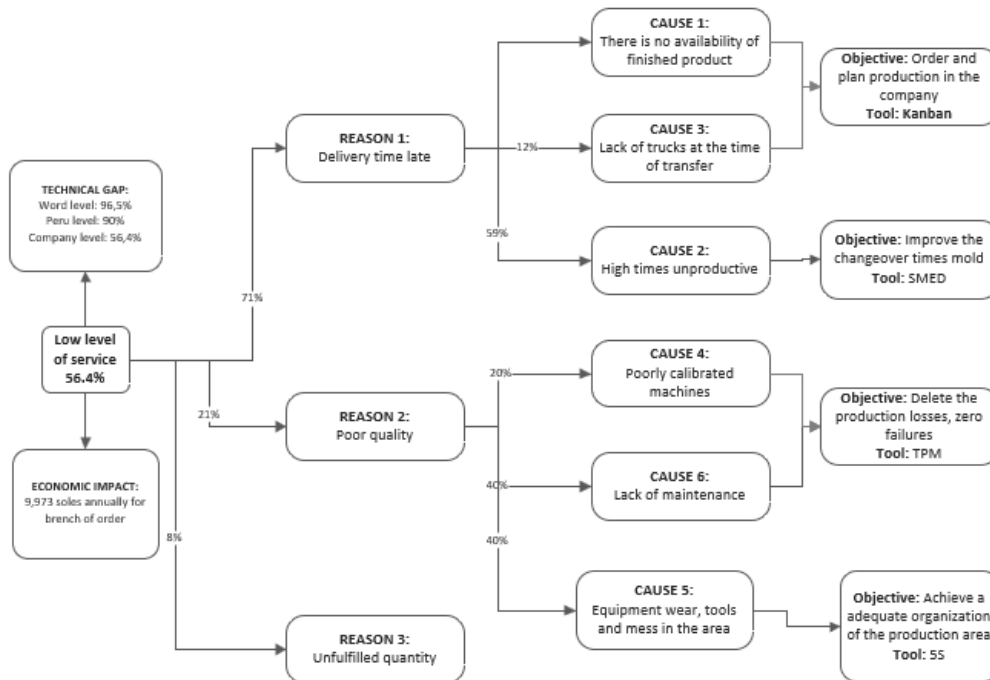 TECHNICAL GAP:
Word level: 96,5%
Peru level: 90%
Company level: 56,4%
Low level
of service
56.4%
ECONOMIC IMPACT:
9,973 soles annually for
brench of order
71%
21%
8%
REASON 1:
Delivery time late
REASON 2:
Poor quality
REASON 3:
Unfulfilled quantity
12%
59%
20%
40%
40%
CAUSE 1:
There is no availability of
finished product
CAUSE 3:
Lack of trucks at the time
of transfer
CAUSE 2:
High times unproductive
CAUSE 4:
Poorly calibrated
machines
CAUSE 6:
Lack of maintenance
CAUSE 5:
Equipment wear, tools
and mess in the area
Objective: Order and
plan production in the
company
Tool: Kanban
Objective: Improve the
changeover times mold
Tool: SMED
Objective: Delete the
production losses, zero
failures
Tool: TPM
Objective: Achieve a
adequate organization
of the production area
Tool: 5S